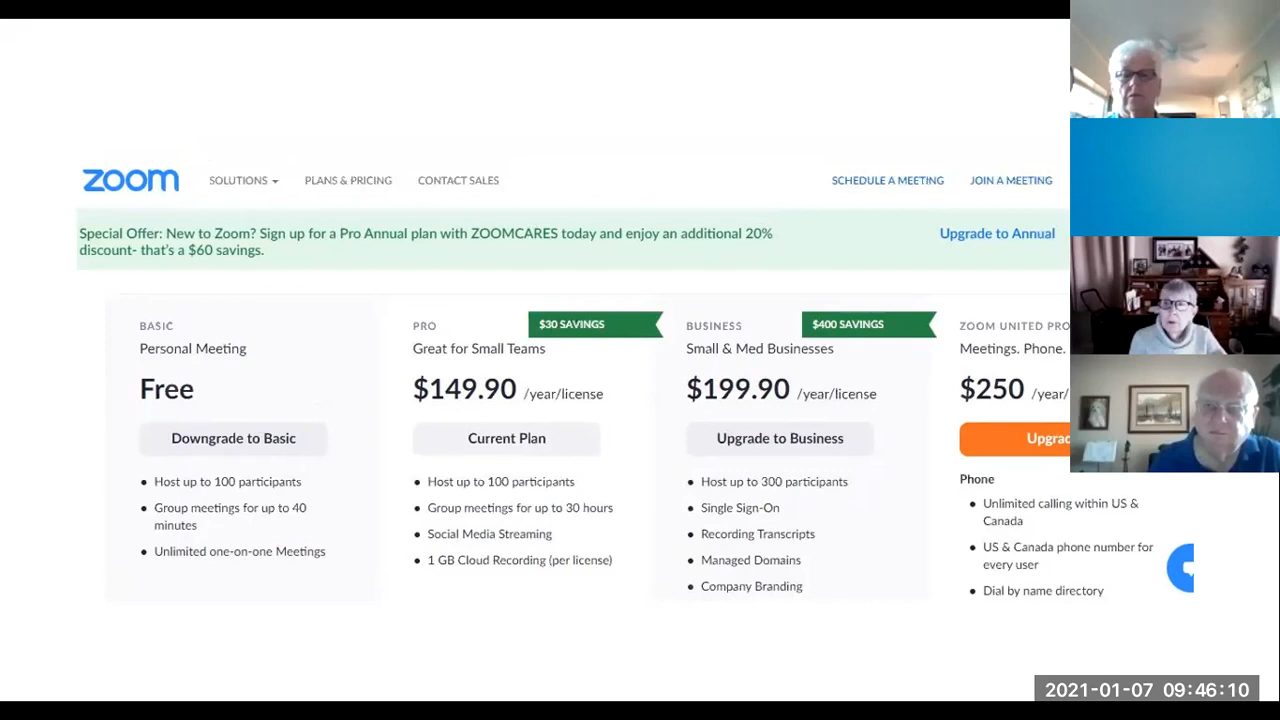 zoom
SOLUTIONS
PLANS & PRICING
CONTACT SALES
SCHEDULE A MEETING
JOIN A MEETING
Special Offer: New to Zoom? Sign up for a Pro Annual plan with ZOOMCARES today and enjoy an additional 20%
discount- that's a $60 savings.
Upgrade to Annual
BASIC
Personal Meeting
Free
Downgrade to Basic
• Host up to 100 participants
• Group meetings for up to 40
minutes
• Unlimited one-on-one Meetings
PRO
$30 SAVINGS
Great for Small Teams
$149.90 /year/license
Current Plan
• Host up to 100 participants
• Group meetings for up to 30 hours
• Social Media Streaming
• 1 GB Cloud Recording (per license)
BUSINESS
$400 SAVINGS
Small & Med Businesses
$199.90 /year/license
Upgrade to Business
• Host up to 300 participants
• Single Sign-On
• Recording Transcripts
• Managed Domains
• Company Branding
ZOOM UNITED PRO
Meetings. Phone.
$250 /year/
Upgrad
Phone
• Unlimited calling within US &
Canada
• US & Canada phone number for
every user
• Dial by name directory
2021-01-07 09:46:10